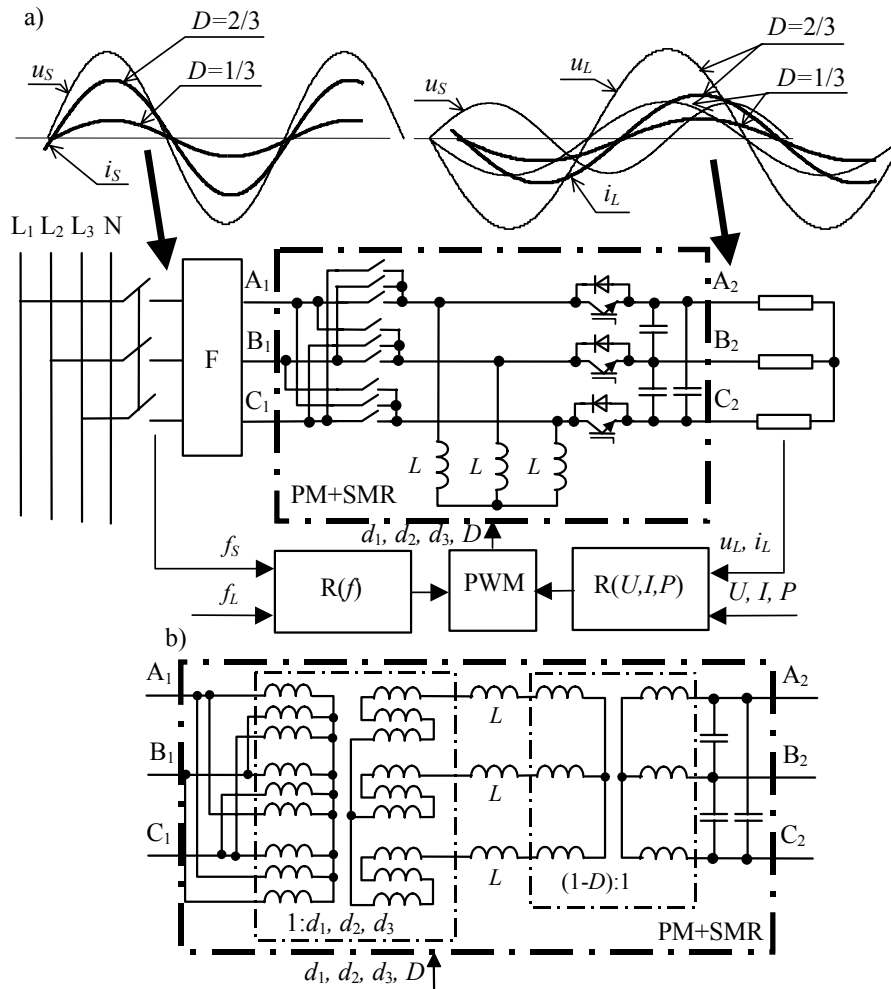 a)
D=2/3
D=1/3
u_S
i_S
D=2/3
D=1/3
u_L
u_S
i_L
L₁ L₂ L₃ N
F
A₁
B₁
C₁
A₂
B₂
C₂
L L L
PM+SMR
d₁, d₂, d₃, D
f_S
f_L
R(f)
PWM
R(U,I,P)
u_L, i_L
U, I, P
b)
A₁
B₁
C₁
L
L
L
A₂
B₂
C₂
1:d₁, d₂, d₃
(1-D):1
PM+SMR
d₁, d₂, d₃, D